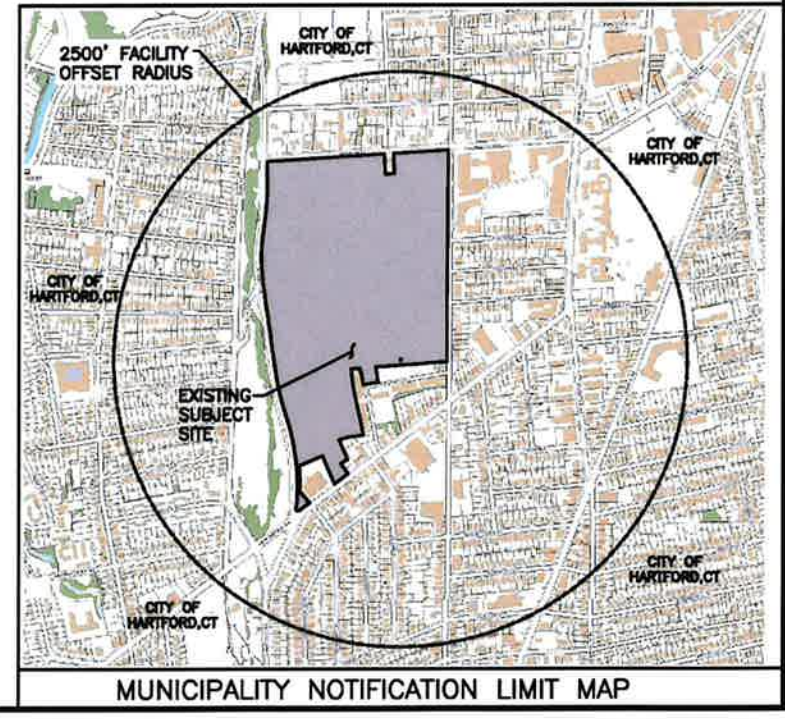 CITY OF
HARTFORD,CT
2500' FACILITY
OFFSET RADIUS
CITY OF
HARTFORD,CT
CITY OF
HARTFORD,CT
EXISTING
SUBJECT
SITE
CITY OF
HARTFORD,CT
CITY OF
HARTFORD,CT
MUNICIPALITY NOTIFICATION LIMIT MAP